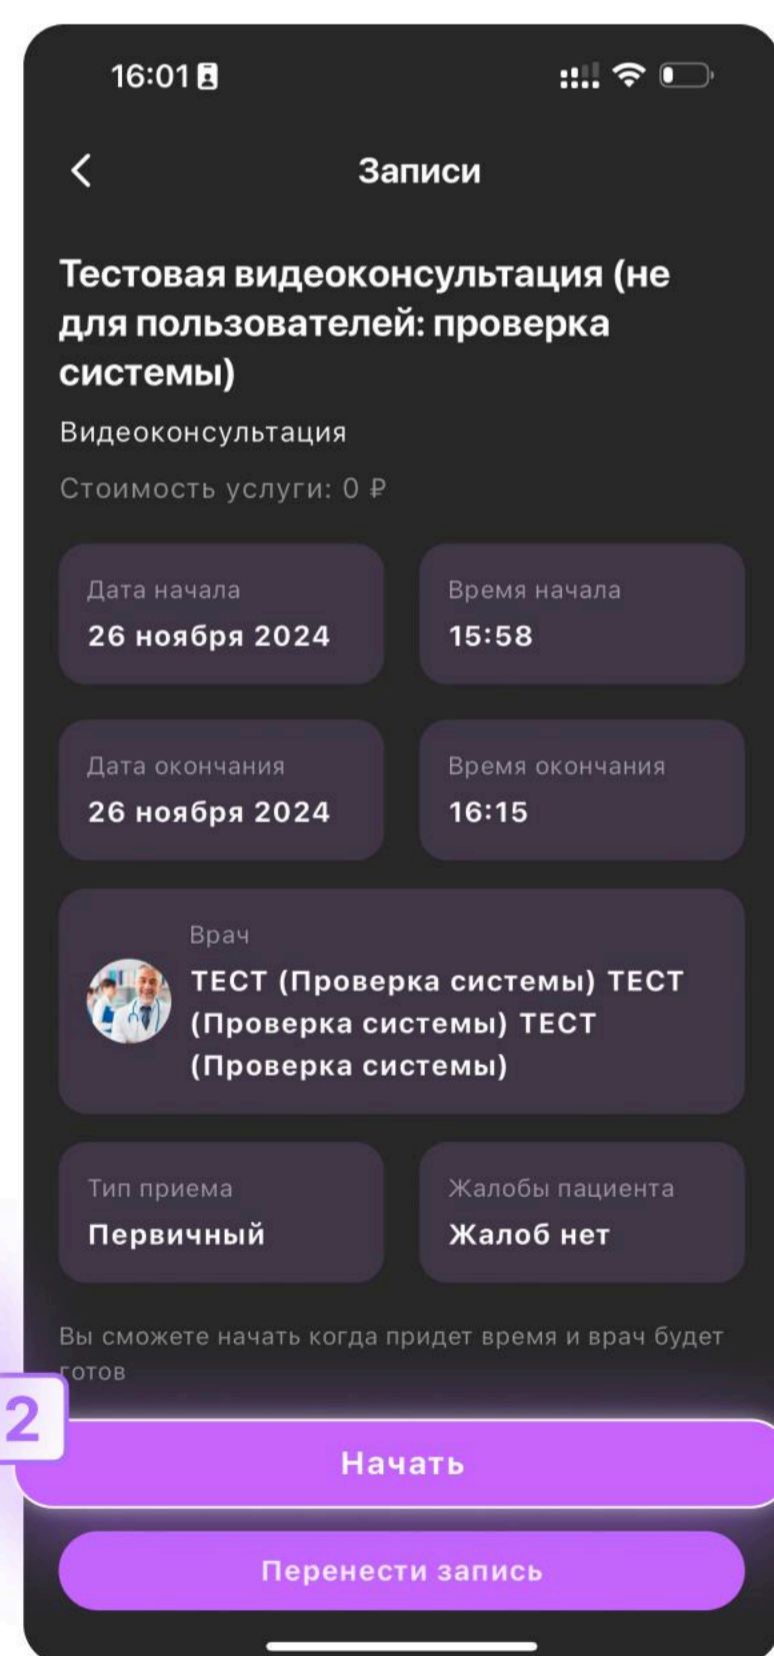 16:01
Записи
Тестовая видеоконсультация (не
для пользователей: проверка
системы)
Видеоконсультация
Стоимость услуги: 0 ₽
Дата начала
26 ноября 2024
Время начала
15:58
Дата окончания
26 ноября 2024
Время окончания
16:15
Врач
ТЕСТ (Проверка системы) ТЕСТ
(Проверка системы) ТЕСТ
(Проверка системы)
Тип приема
Первичный
Жалобы пациента
Жалоб нет
Вы сможете начать когда придет время и врач будет
готов
2
Начать
Перенести запись